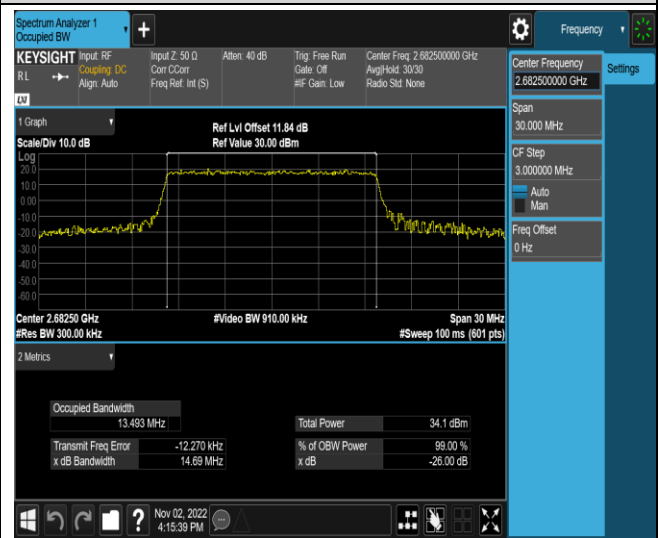 Spectrum Analyzer 1
Occupied BW
Frequency
KEYSIGHT
Input: RF
Coupling: DC
Align: Auto
Input Z: 50 Ω
Corr CCorr
Freq Ref: Int (S)
Atten: 40 dB
Trig: Free Run
Gate: Off
#IF Gain: Low
Center Freq: 2.682500000 GHz
Avg|Hold: 30/30
Radio Std: None
R L
LXI
Center Frequency
2.682500000 GHz
Settings
Span
30.000 MHz
CF Step
3.000000 MHz
Auto
Man
Freq Offset
0 Hz
1 Graph
Scale/Div 10.0 dB
Ref Lvl Offset 11.84 dB
Ref Value 30.00 dBm
Log
20.0
10.0
0.00
-10.0
-20.0
-30.0
-40.0
-50.0
-60.0
Center 2.68250 GHz
#Video BW 910.00 kHz
Span 30 MHz
#Res BW 300.00 kHz
#Sweep 100 ms (601 pts)
2 Metrics
Occupied Bandwidth
13.493 MHz
Total Power 34.1 dBm
Transmit Freq Error -12.270 kHz
% of OBW Power 99.00 %
x dB Bandwidth 14.69 MHz
x dB -26.00 dB
?
Nov 02, 2022
4:15:39 PM